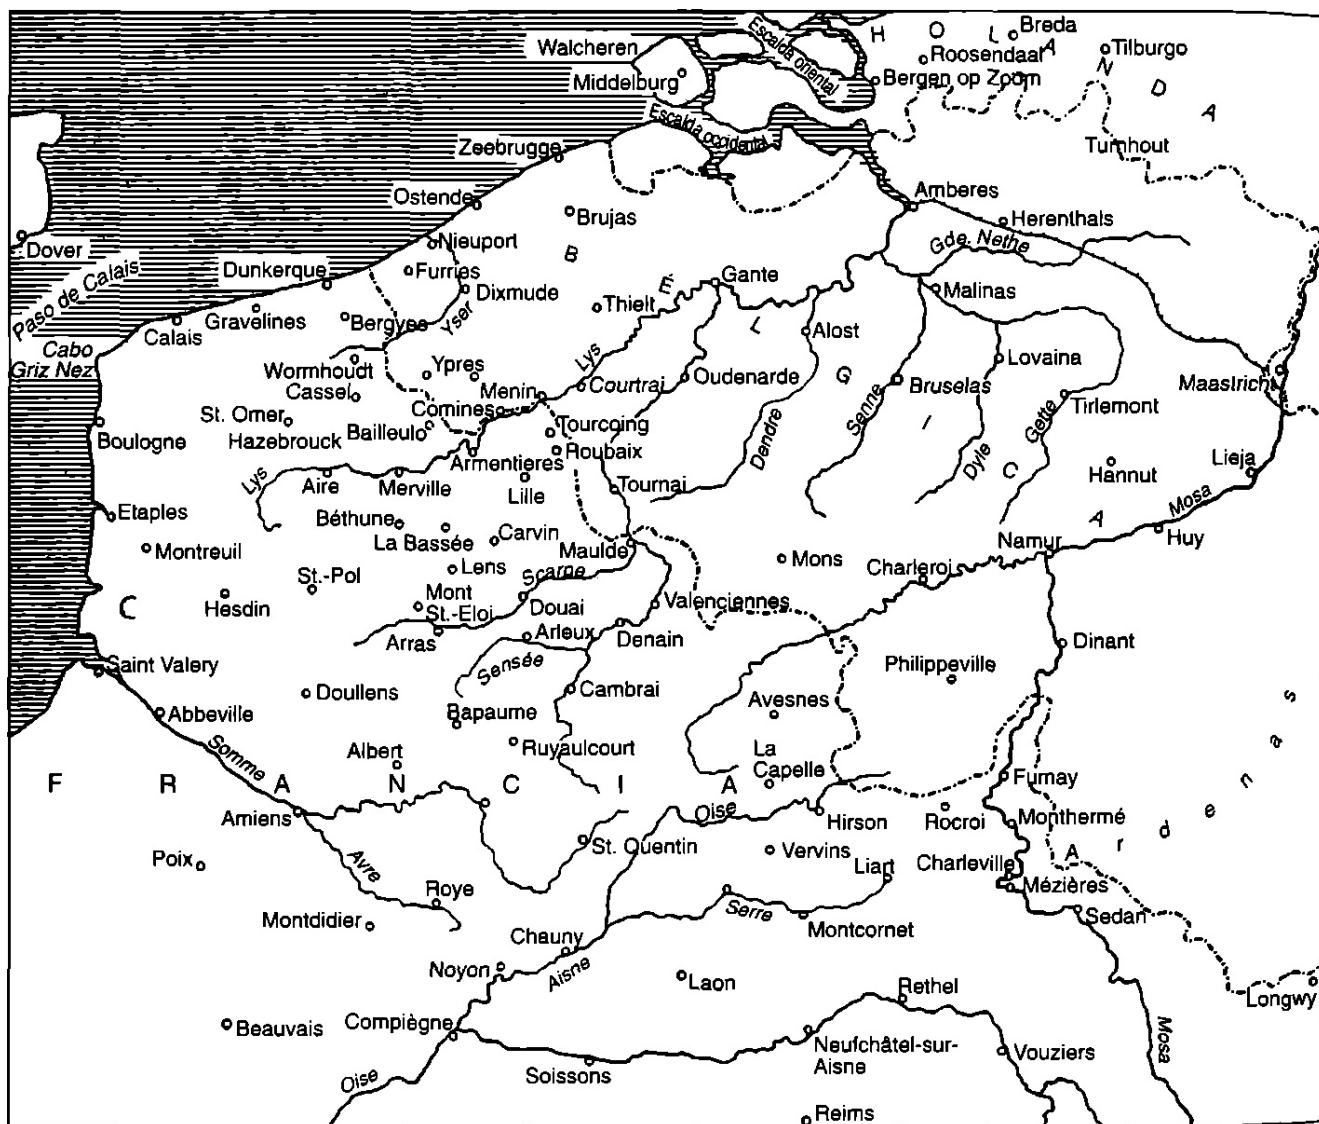 H O L A N D A
Breda
Walcheren
Escalda oriental
Roosendaal
Tilburgo
Middelburg
Bergen op Zoom
Escalda occidental
Zeebrugge
Turnhout
Ostende
Brujas
Amberes
Herenthals
Dover
Nieuport
Gde. Nethe
Paso de Calais
Dunkerque
Furries
B É L G I C A
Dixmude
Gante
Malinas
Gravelines
Bergyes
Yser
Thielt
Calais
Alost
Cabo
Griz Nez
Wormhoudt
Ypres
Lys
Lovaina
Cassel
Menin
Courtrai
Oudenarde
Bruselas
Maastricht
St. Omer
Comines
Senne
Gette
Tirlemont
Boulogne
Hazebrouck
Bailleulo
Tourcoing
Dendre
Roubaix
Dyle
Lys
Aire
Merville
Armentieres
Hannut
Lieja
Lille
Tournai
Etaples
Béthune
Mosa
La Bassée
Carvin
Maulde
Namur
Huy
Montreuil
Lens
Mons
Charleroi
St.-Pol
Scarpe
Hesdin
Mont
St.-Eloi
Douai
Valenciennes
C
Arras
Arleux
Denain
Dinant
Saint Valery
Sensée
Philippeville
Doullens
Cambrai
Avesnes
Abbeville
Bapaume
Albert
Ruyaulcourt
La
Capelle
Somme
F R A N C I A
Fumay
A r d e n a s
Amiens
Oise
Hirson
Rocroi
Monthermé
Poix
Avre
St. Quentin
Vervins
Liart
Charleville
Roye
Mézières
Montdidier
Serre
Montcornet
Sedan
Chauny
Noyon
Aisne
Laon
Rethel
Longwy
Beauvais
Compiègne
Neufchâtel-sur-
Aisne
Vouziers
Mosa
Oise
Soissons
Reims